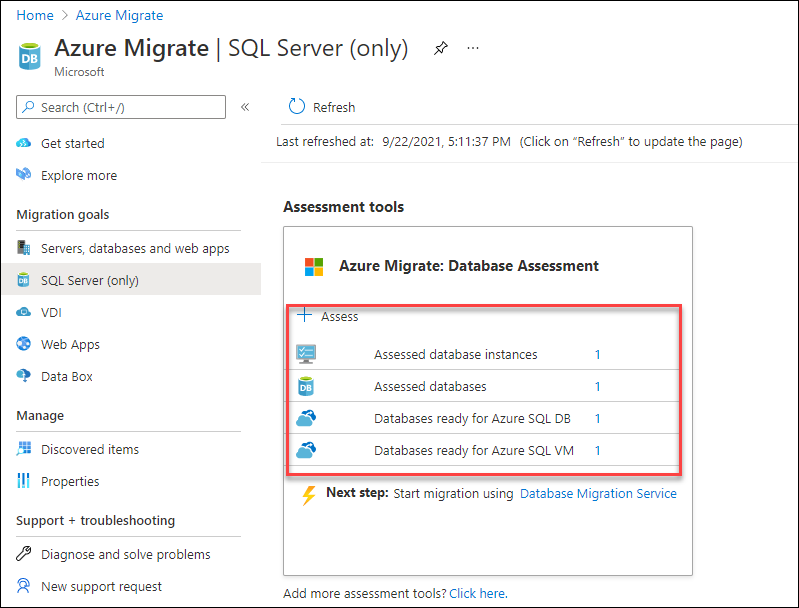 Home > Azure Migrate
Azure Migrate | SQL Server (only)
Microsoft
Search (Ctrl+/)
«
Get started
Explore more
Migration goals
Servers, databases and web apps
SQL Server (only)
VDI
Web Apps
Data Box
Manage
Discovered items
Properties
Support + troubleshooting
Diagnose and solve problems
New support request
Refresh
Last refreshed at: 9/22/2021, 5:11:37 PM (Click on “Refresh” to update the page)
Assessment tools
Azure Migrate: Database Assessment
+ Assess
Assessed database instances 1
DB Assessed databases 1
Databases ready for Azure SQL DB 1
Databases ready for Azure SQL VM 1
Next step: Start migration using Database Migration Service
Add more assessment tools? Click here.